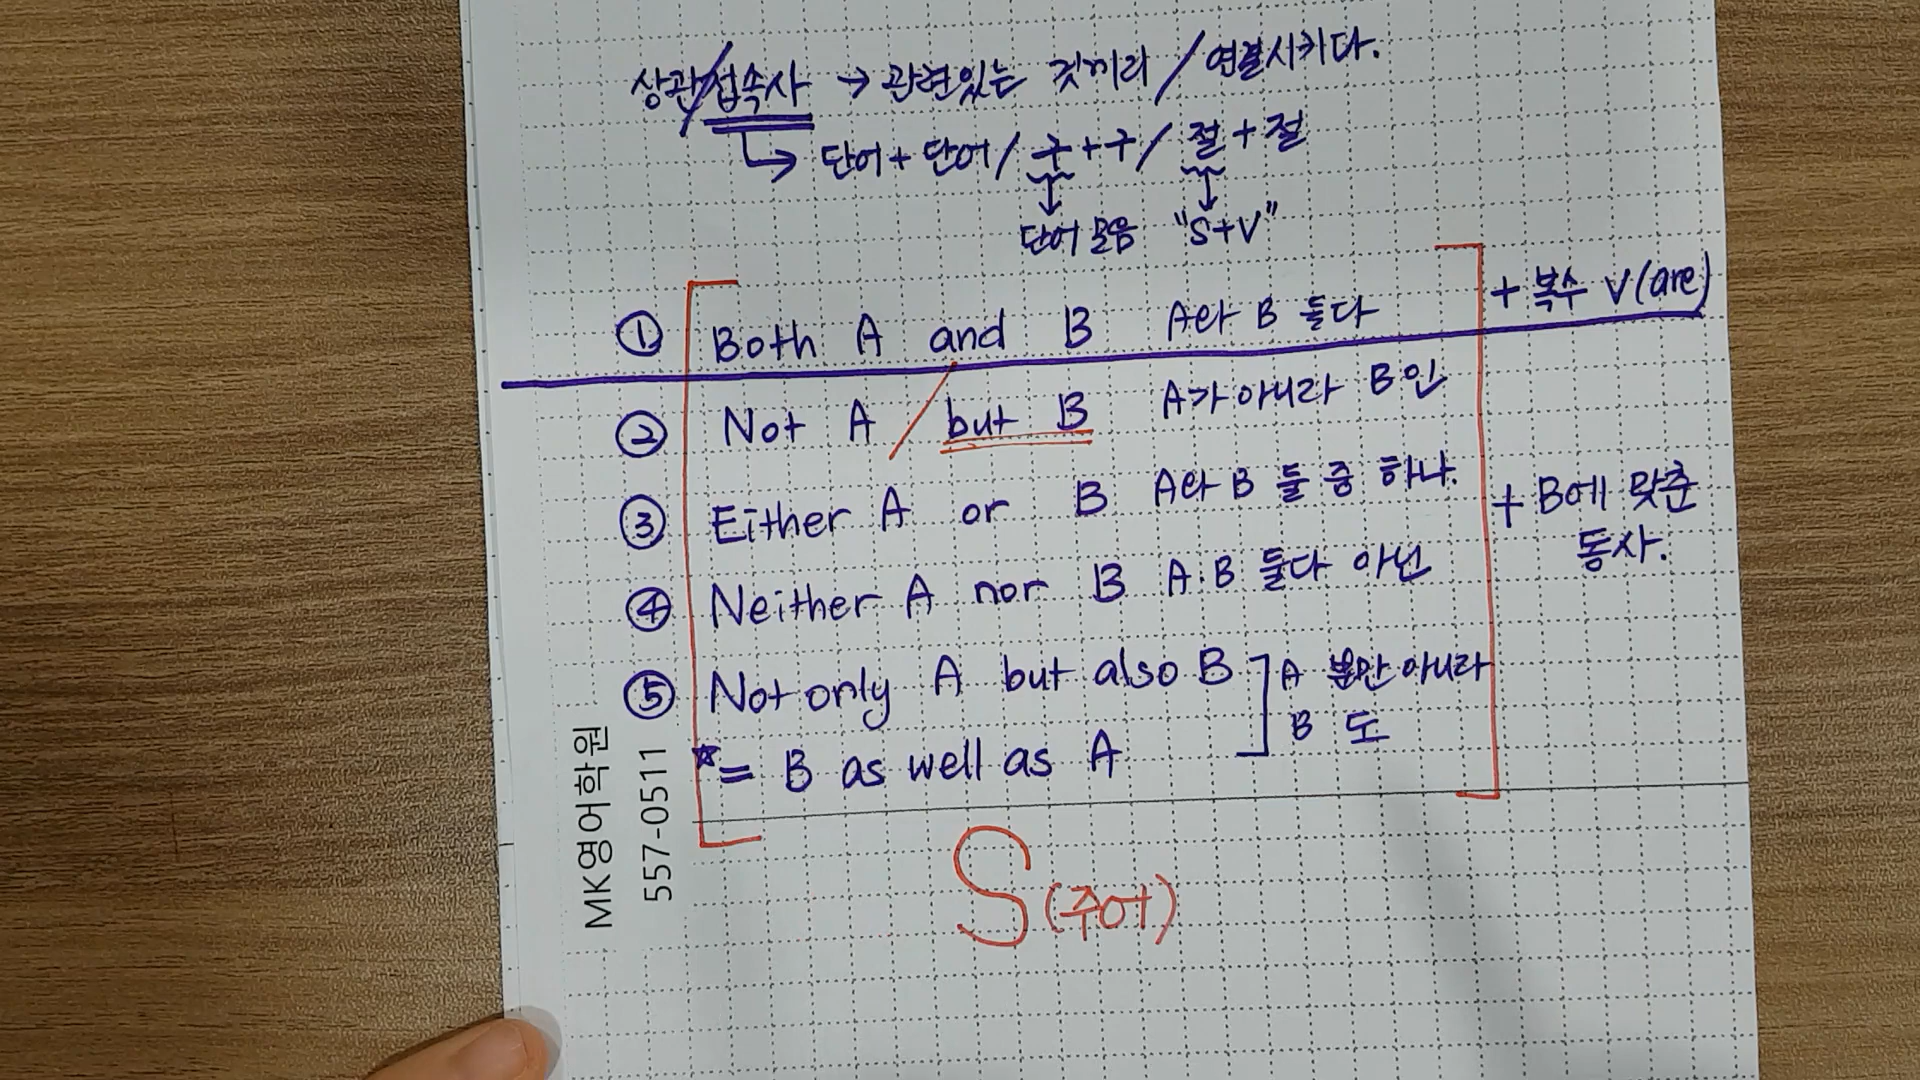 상관/접속사 → 관련있는 것끼리 / 연결시키다.
↳ 단어 + 단어 / 구 + 구 / 절 + 절
↓ ↓
단어 모음 "S+V"
① Both A and B A와 B 둘다 + 복수 V(are)
② Not A / but B A가 아니라 B인
③ Either A or B A와 B 둘 중 하나.
④ Neither A nor B A.B 둘다 아닌
+ B에 맞춘
동사.
⑤ Not only A but also B A 뿐만 아니라
*= B as well as A B 도
S (주어)
MK영어학원
557-0511